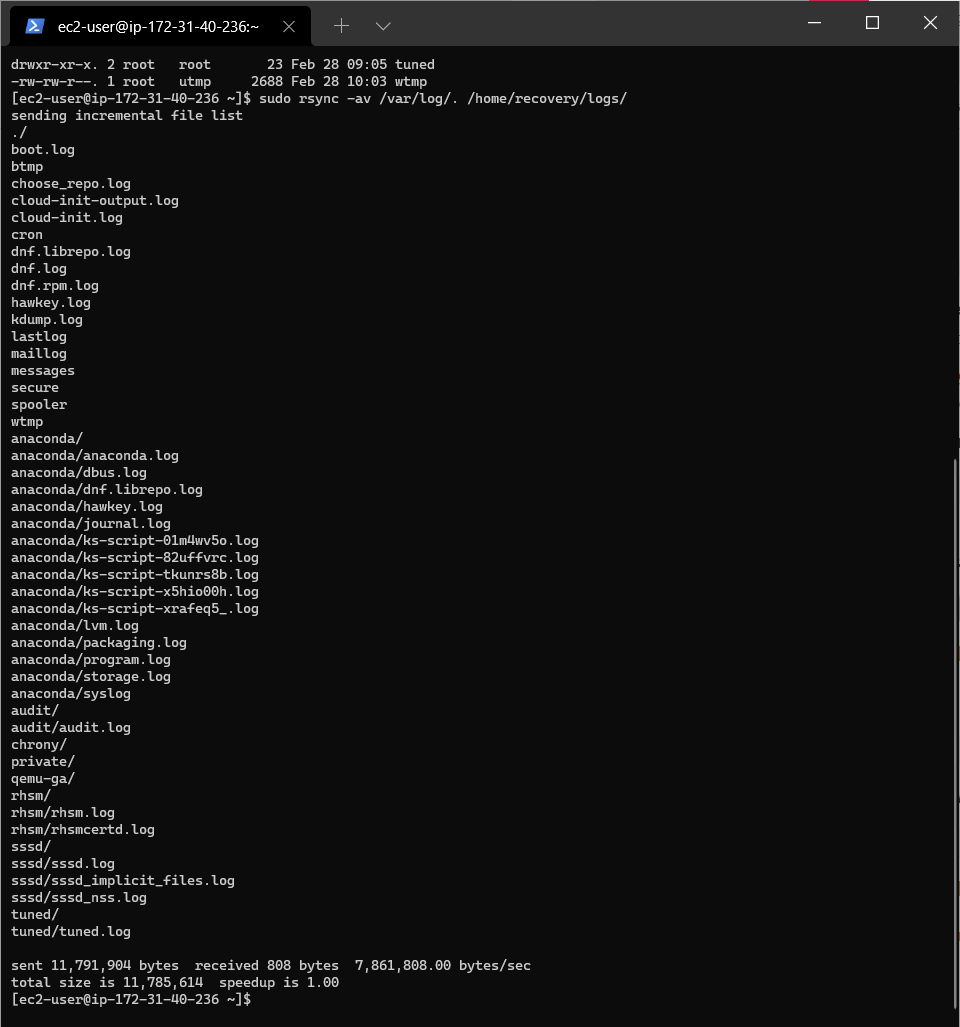 ec2-user@ip-172-31-40-236:~
drwxr-xr-x. 2 root   root       23 Feb 28 09:05 tuned
-rw-rw-r--. 1 root   utmp     2688 Feb 28 10:03 wtmp
[ec2-user@ip-172-31-40-236 ~]$ sudo rsync -av /var/log/. /home/recovery/logs/
sending incremental file list
./
boot.log
btmp
choose_repo.log
cloud-init-output.log
cloud-init.log
cron
dnf.librepo.log
dnf.log
dnf.rpm.log
hawkey.log
kdump.log
lastlog
maillog
messages
secure
spooler
wtmp
anaconda/
anaconda/anaconda.log
anaconda/dbus.log
anaconda/dnf.librepo.log
anaconda/hawkey.log
anaconda/journal.log
anaconda/ks-script-01m4wv5o.log
anaconda/ks-script-82uffvrc.log
anaconda/ks-script-tkunrs8b.log
anaconda/ks-script-x5hio00h.log
anaconda/ks-script-xrafeq5_.log
anaconda/lvm.log
anaconda/packaging.log
anaconda/program.log
anaconda/storage.log
anaconda/syslog
audit/
audit/audit.log
chrony/
private/
qemu-ga/
rhsm/
rhsm/rhsm.log
rhsm/rhsmcertd.log
sssd/
sssd/sssd.log
sssd/sssd_implicit_files.log
sssd/sssd_nss.log
tuned/
tuned/tuned.log
sent 11,791,904 bytes  received 808 bytes  7,861,808.00 bytes/sec
total size is 11,785,614  speedup is 1.00
[ec2-user@ip-172-31-40-236 ~]$